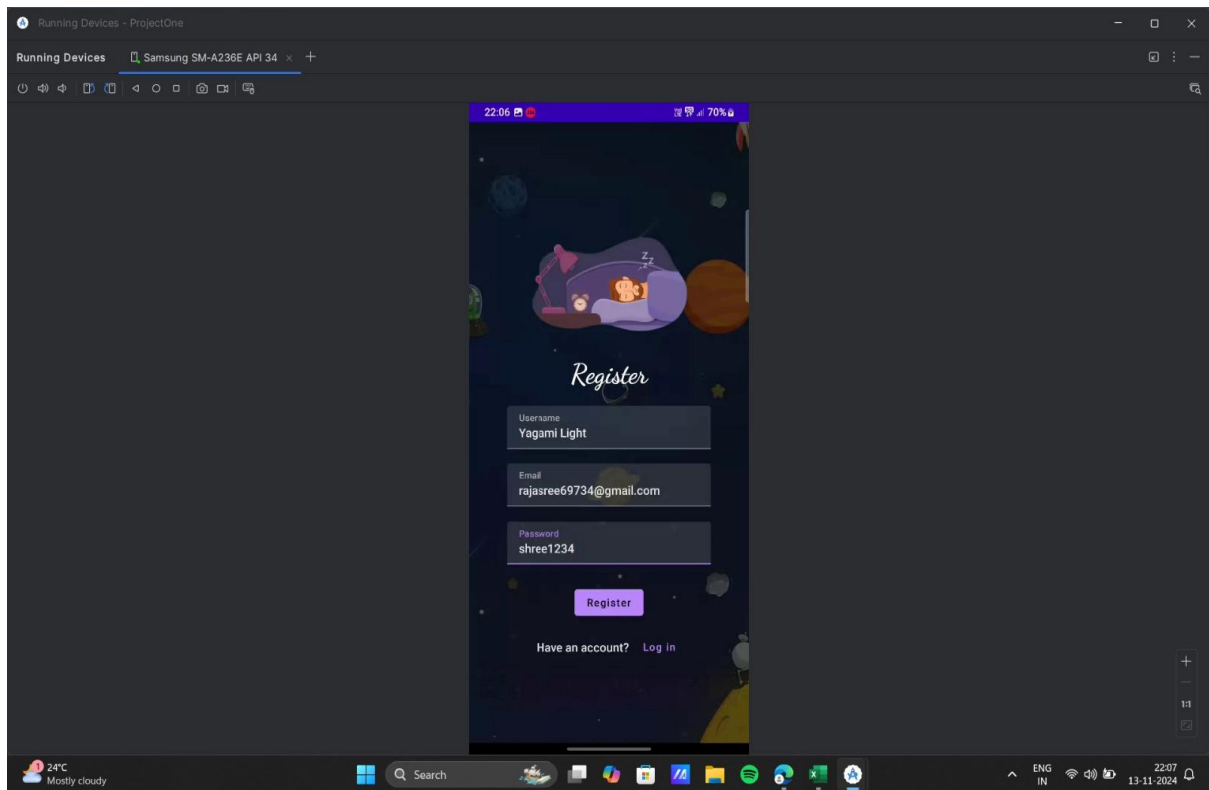 Running Devices - ProjectOne
Running Devices Samsung SM-A236E API 34
22:06 70%
zzz
Register
Username
Yagami Light
Email
rajasree69734@gmail.com
Password
shree1234
Register
Have an account? Log in
1:1
1
24°C
Mostly cloudy
Search
ENG
IN
22:07
13-11-2024